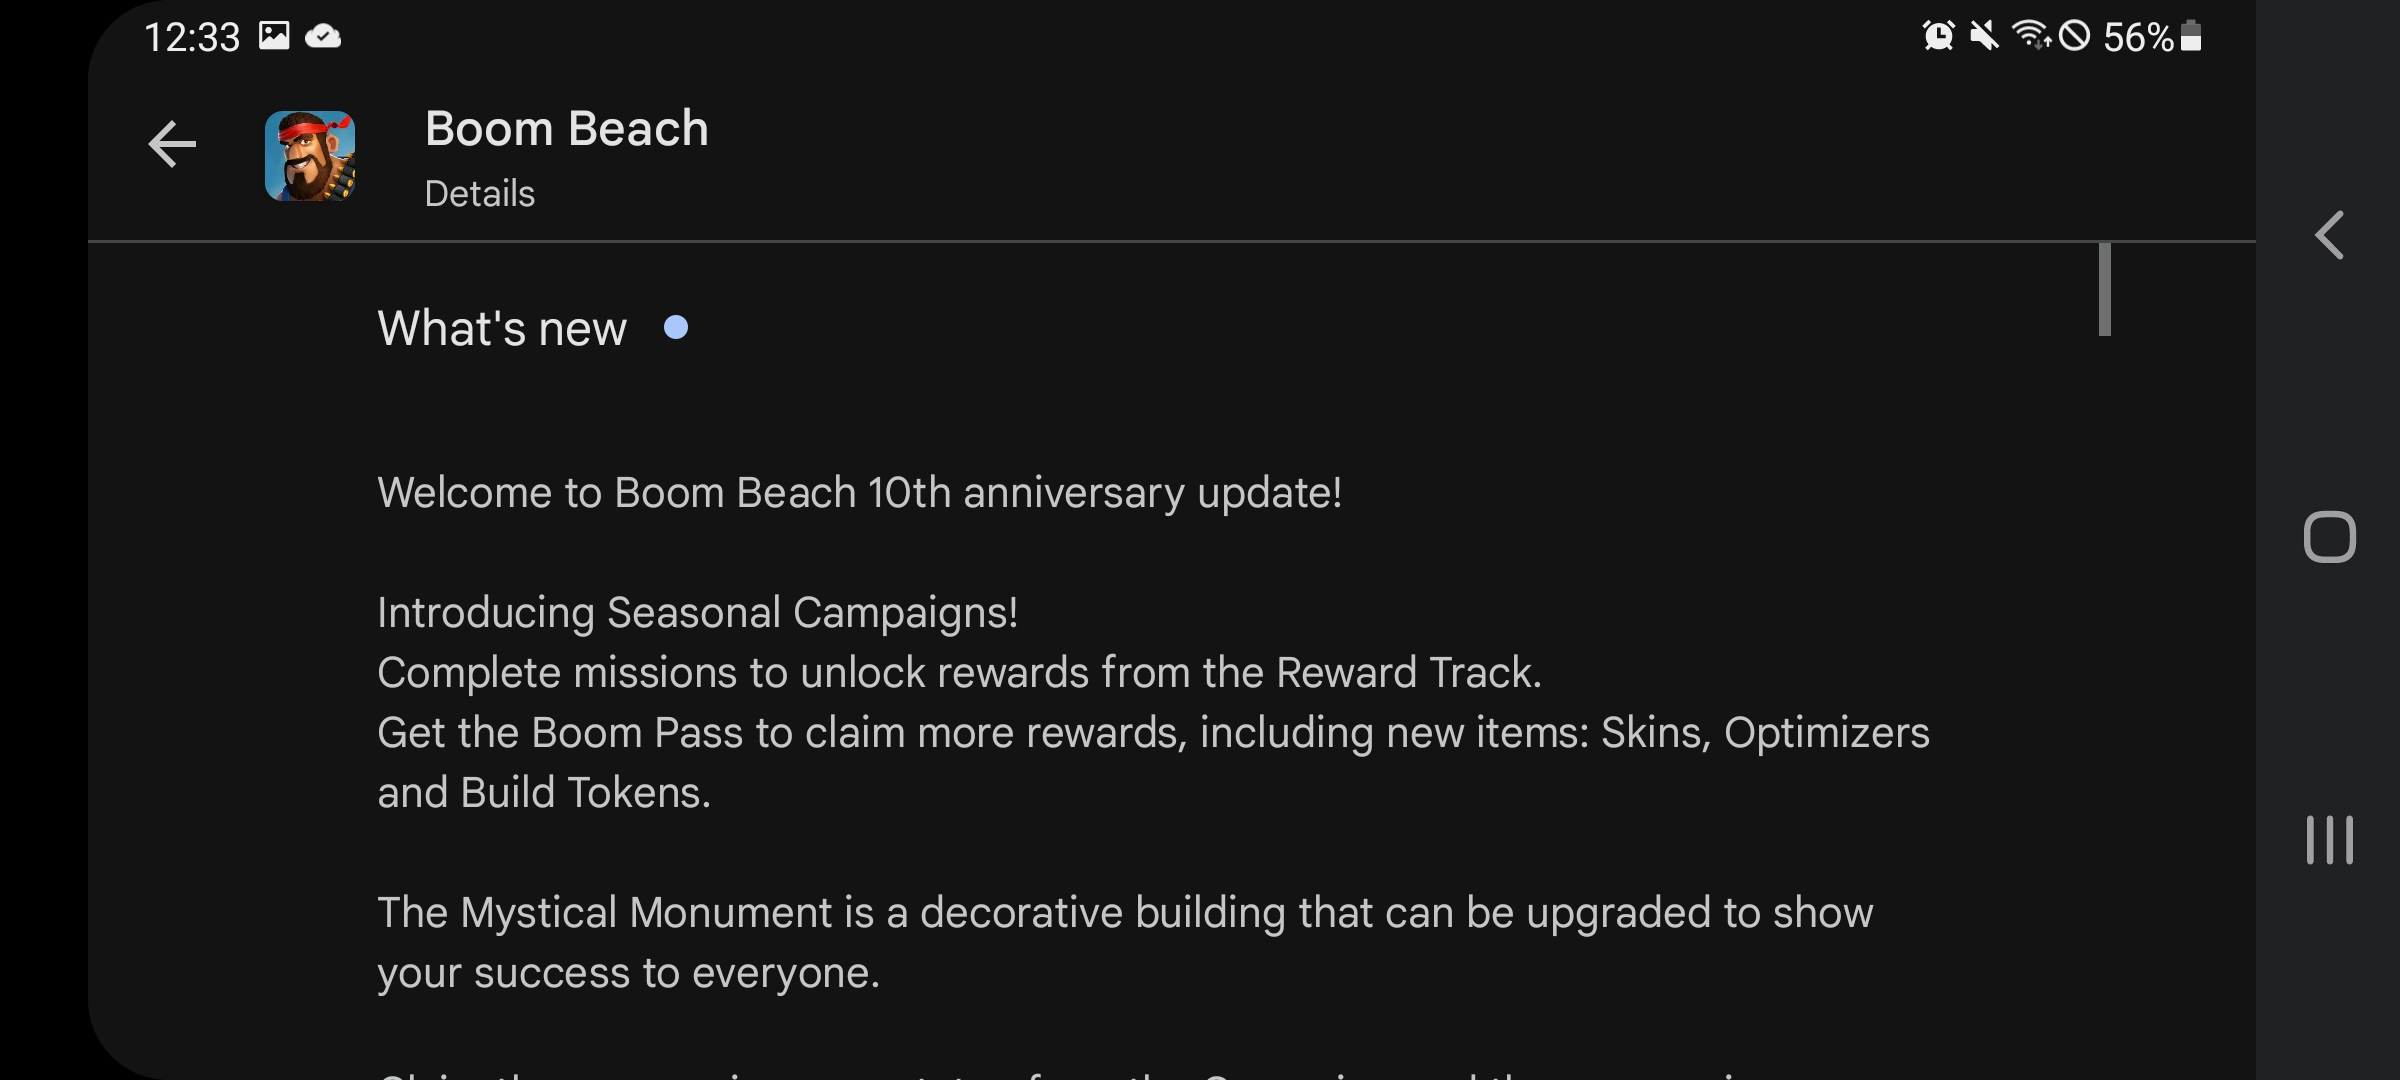 12:33
56%
Boom Beach
Details
What's new
Welcome to Boom Beach 10th anniversary update!
Introducing Seasonal Campaigns!
Complete missions to unlock rewards from the Reward Track.
Get the Boom Pass to claim more rewards, including new items: Skins, Optimizers
and Build Tokens.
The Mystical Monument is a decorative building that can be upgraded to show
your success to everyone.